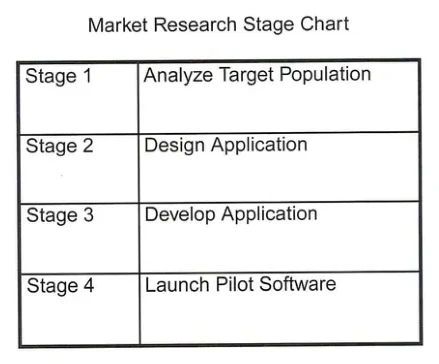 Market Research Stage Chart
Stage 1 Analyze Target Population
Stage 2 Design Application
Stage 3 Develop Application
Stage 4 Launch Pilot Software